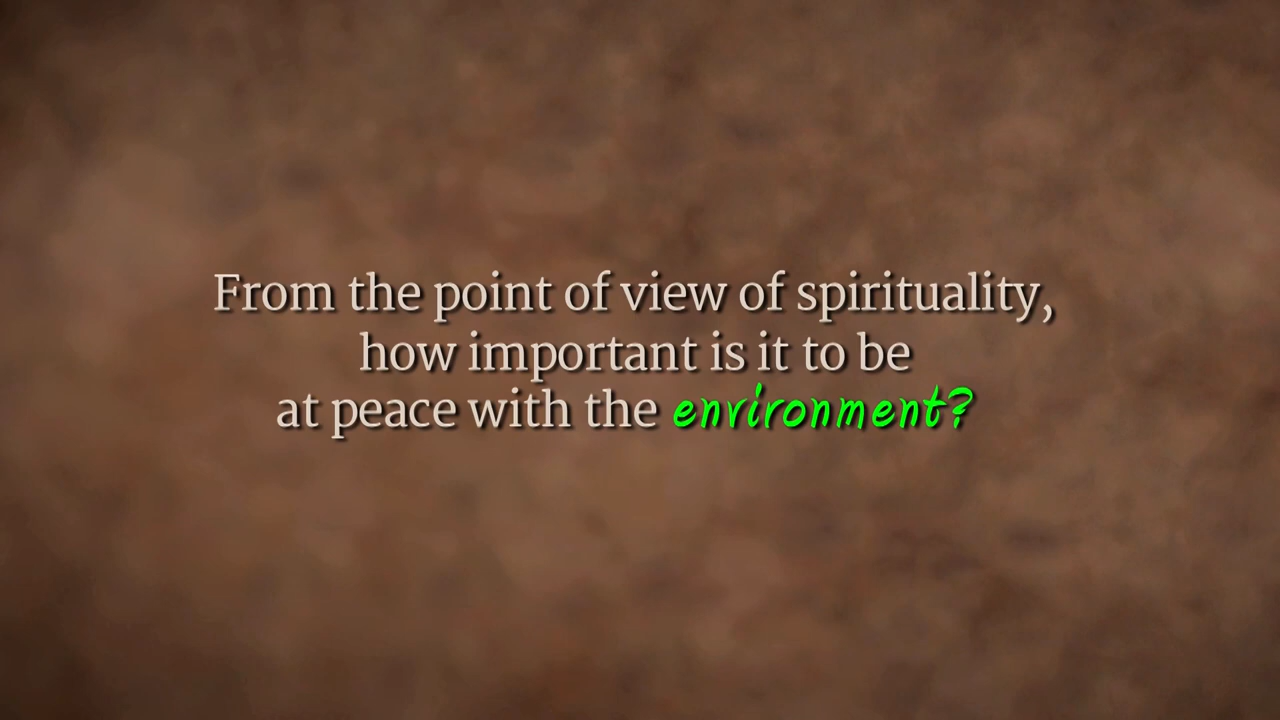 From the point of view of spirituality,
how important is it to be
at peace with the environment?